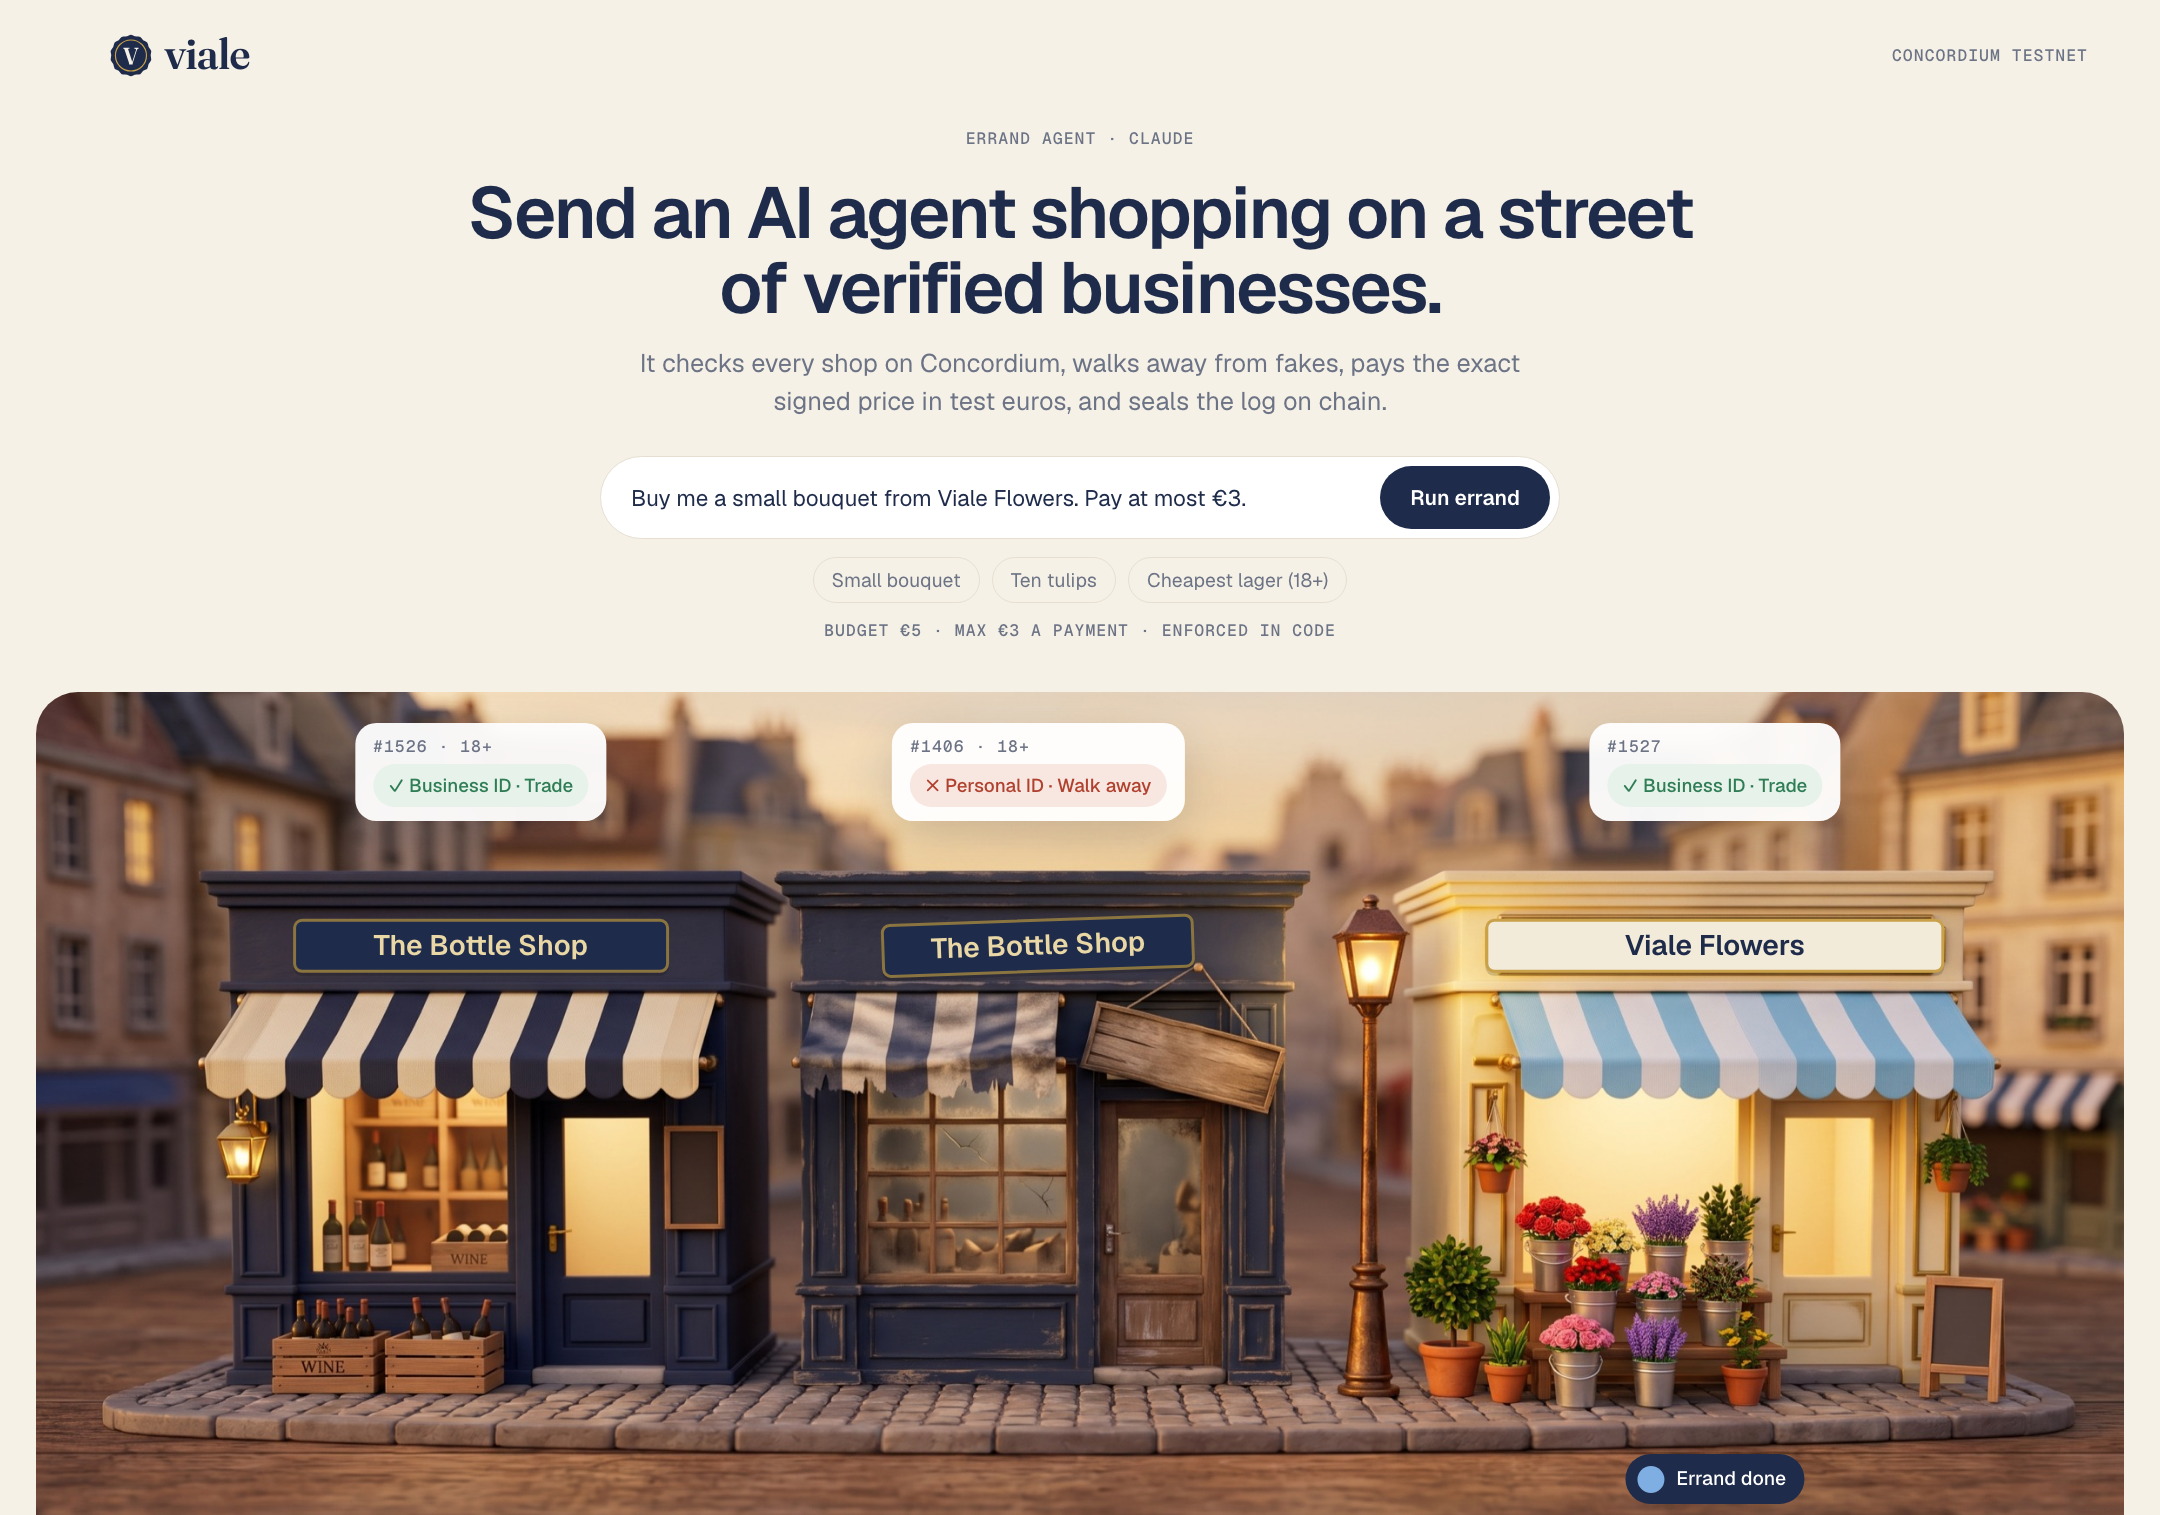 V viale
CONCORDIUM TESTNET
ERRAND AGENT · CLAUDE
Send an AI agent shopping on a street
of verified businesses.
It checks every shop on Concordium, walks away from fakes, pays the exact
signed price in test euros, and seals the log on chain.
Buy me a small bouquet from Viale Flowers. Pay at most €3.
Run errand
Small bouquet
Ten tulips
Cheapest lager (18+)
BUDGET €5 · MAX €3 A PAYMENT · ENFORCED IN CODE
#1526 · 18+
✓ Business ID · Trade
#1406 · 18+
✕ Personal ID · Walk away
#1527
✓ Business ID · Trade
The Bottle Shop
The Bottle Shop
Viale Flowers
WINE
WINE
Errand done